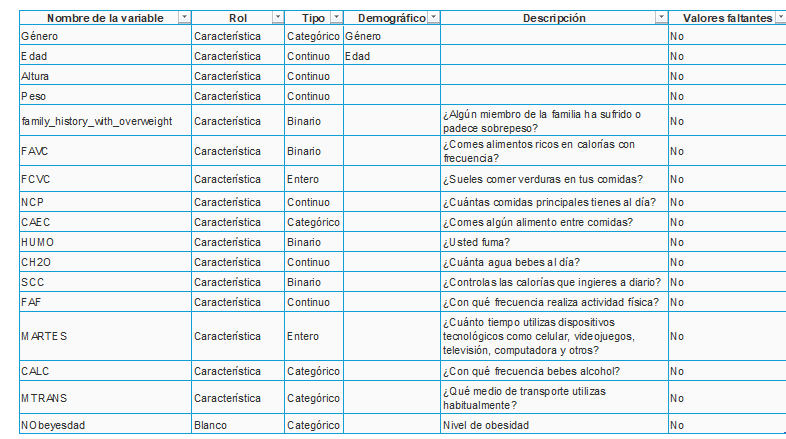 Nombre de la variable Rol Tipo Demográfico Descripción Valores faltantes
Género Característica Categórico Género No
Edad Característica Continuo Edad No
Altura Característica Continuo No
Peso Característica Continuo No
family_history_with_overweight Característica Binario ¿Algún miembro de la familia ha sufrido o
padece sobrepeso? No
FAVC Característica Binario ¿Comes alimentos ricos en calorías con
frecuencia? No
FCVC Característica Entero ¿Sueles comer verduras en tus comidas? No
NCP Característica Continuo ¿Cuántas comidas principales tienes al día? No
CAEC Característica Categórico ¿Comes algún alimento entre comidas? No
HUMO Característica Binario ¿Usted fuma? No
CH2O Característica Continuo ¿Cuánta agua bebes al día? No
SCC Característica Binario ¿Controlas las calorías que ingieres a diario? No
FAF Característica Continuo ¿Con qué frecuencia realiza actividad física? No
MARTES Característica Entero ¿Cuánto tiempo utilizas dispositivos
tecnológicos como celular, videojuegos,
televisión, computadora y otros? No
CALC Característica Categórico ¿Con qué frecuencia bebes alcohol? No
MTRANS Característica Categórico ¿Qué medio de transporte utilizas
habitualmente? No
NObeyesdad Blanco Categórico Nivel de obesidad No